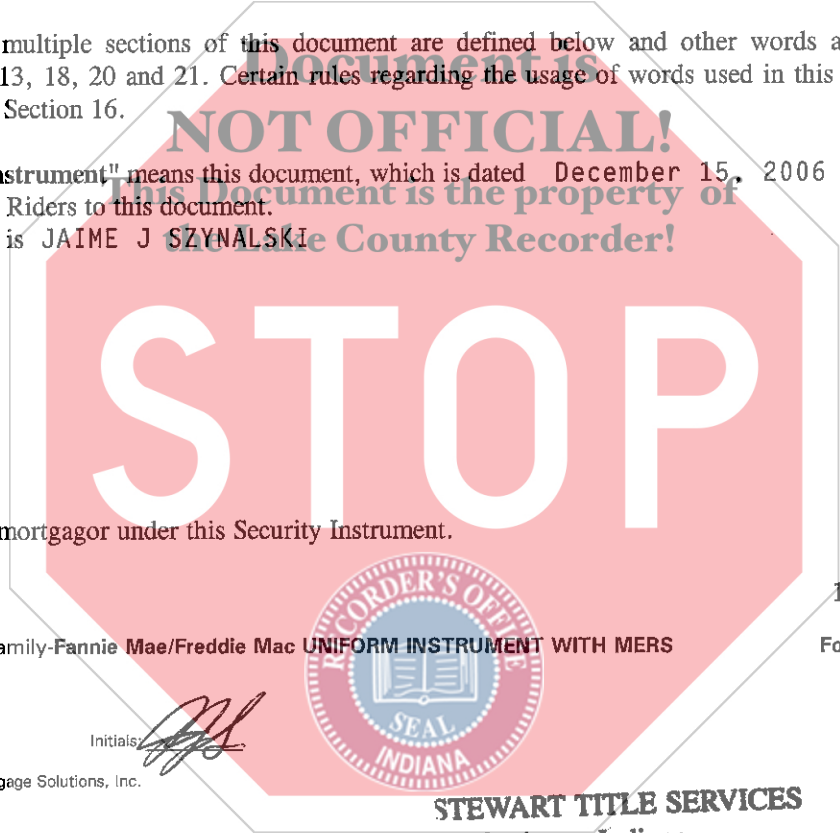 multiple sections of this document are defined below and other words a
Document is
13, 18, 20 and 21. Certain rules regarding the usage of words used in this
Section 16.
NOT OFFICIAL!
strument" means this document, which is dated December 15, 2006
This Document is the property of
Riders to this document.
is JAIME J SZYNALSKI
the Lake County Recorder!
STOP
mortgagor under this Security Instrument.
RECORDER'S OFFICE
amily-Fannie Mae/Freddie Mac UNIFORM INSTRUMENT WITH MERS
Fo
SEAL
INDIANA
Initials:
gage Solutions, Inc.
STEWART TITLE SERVICES